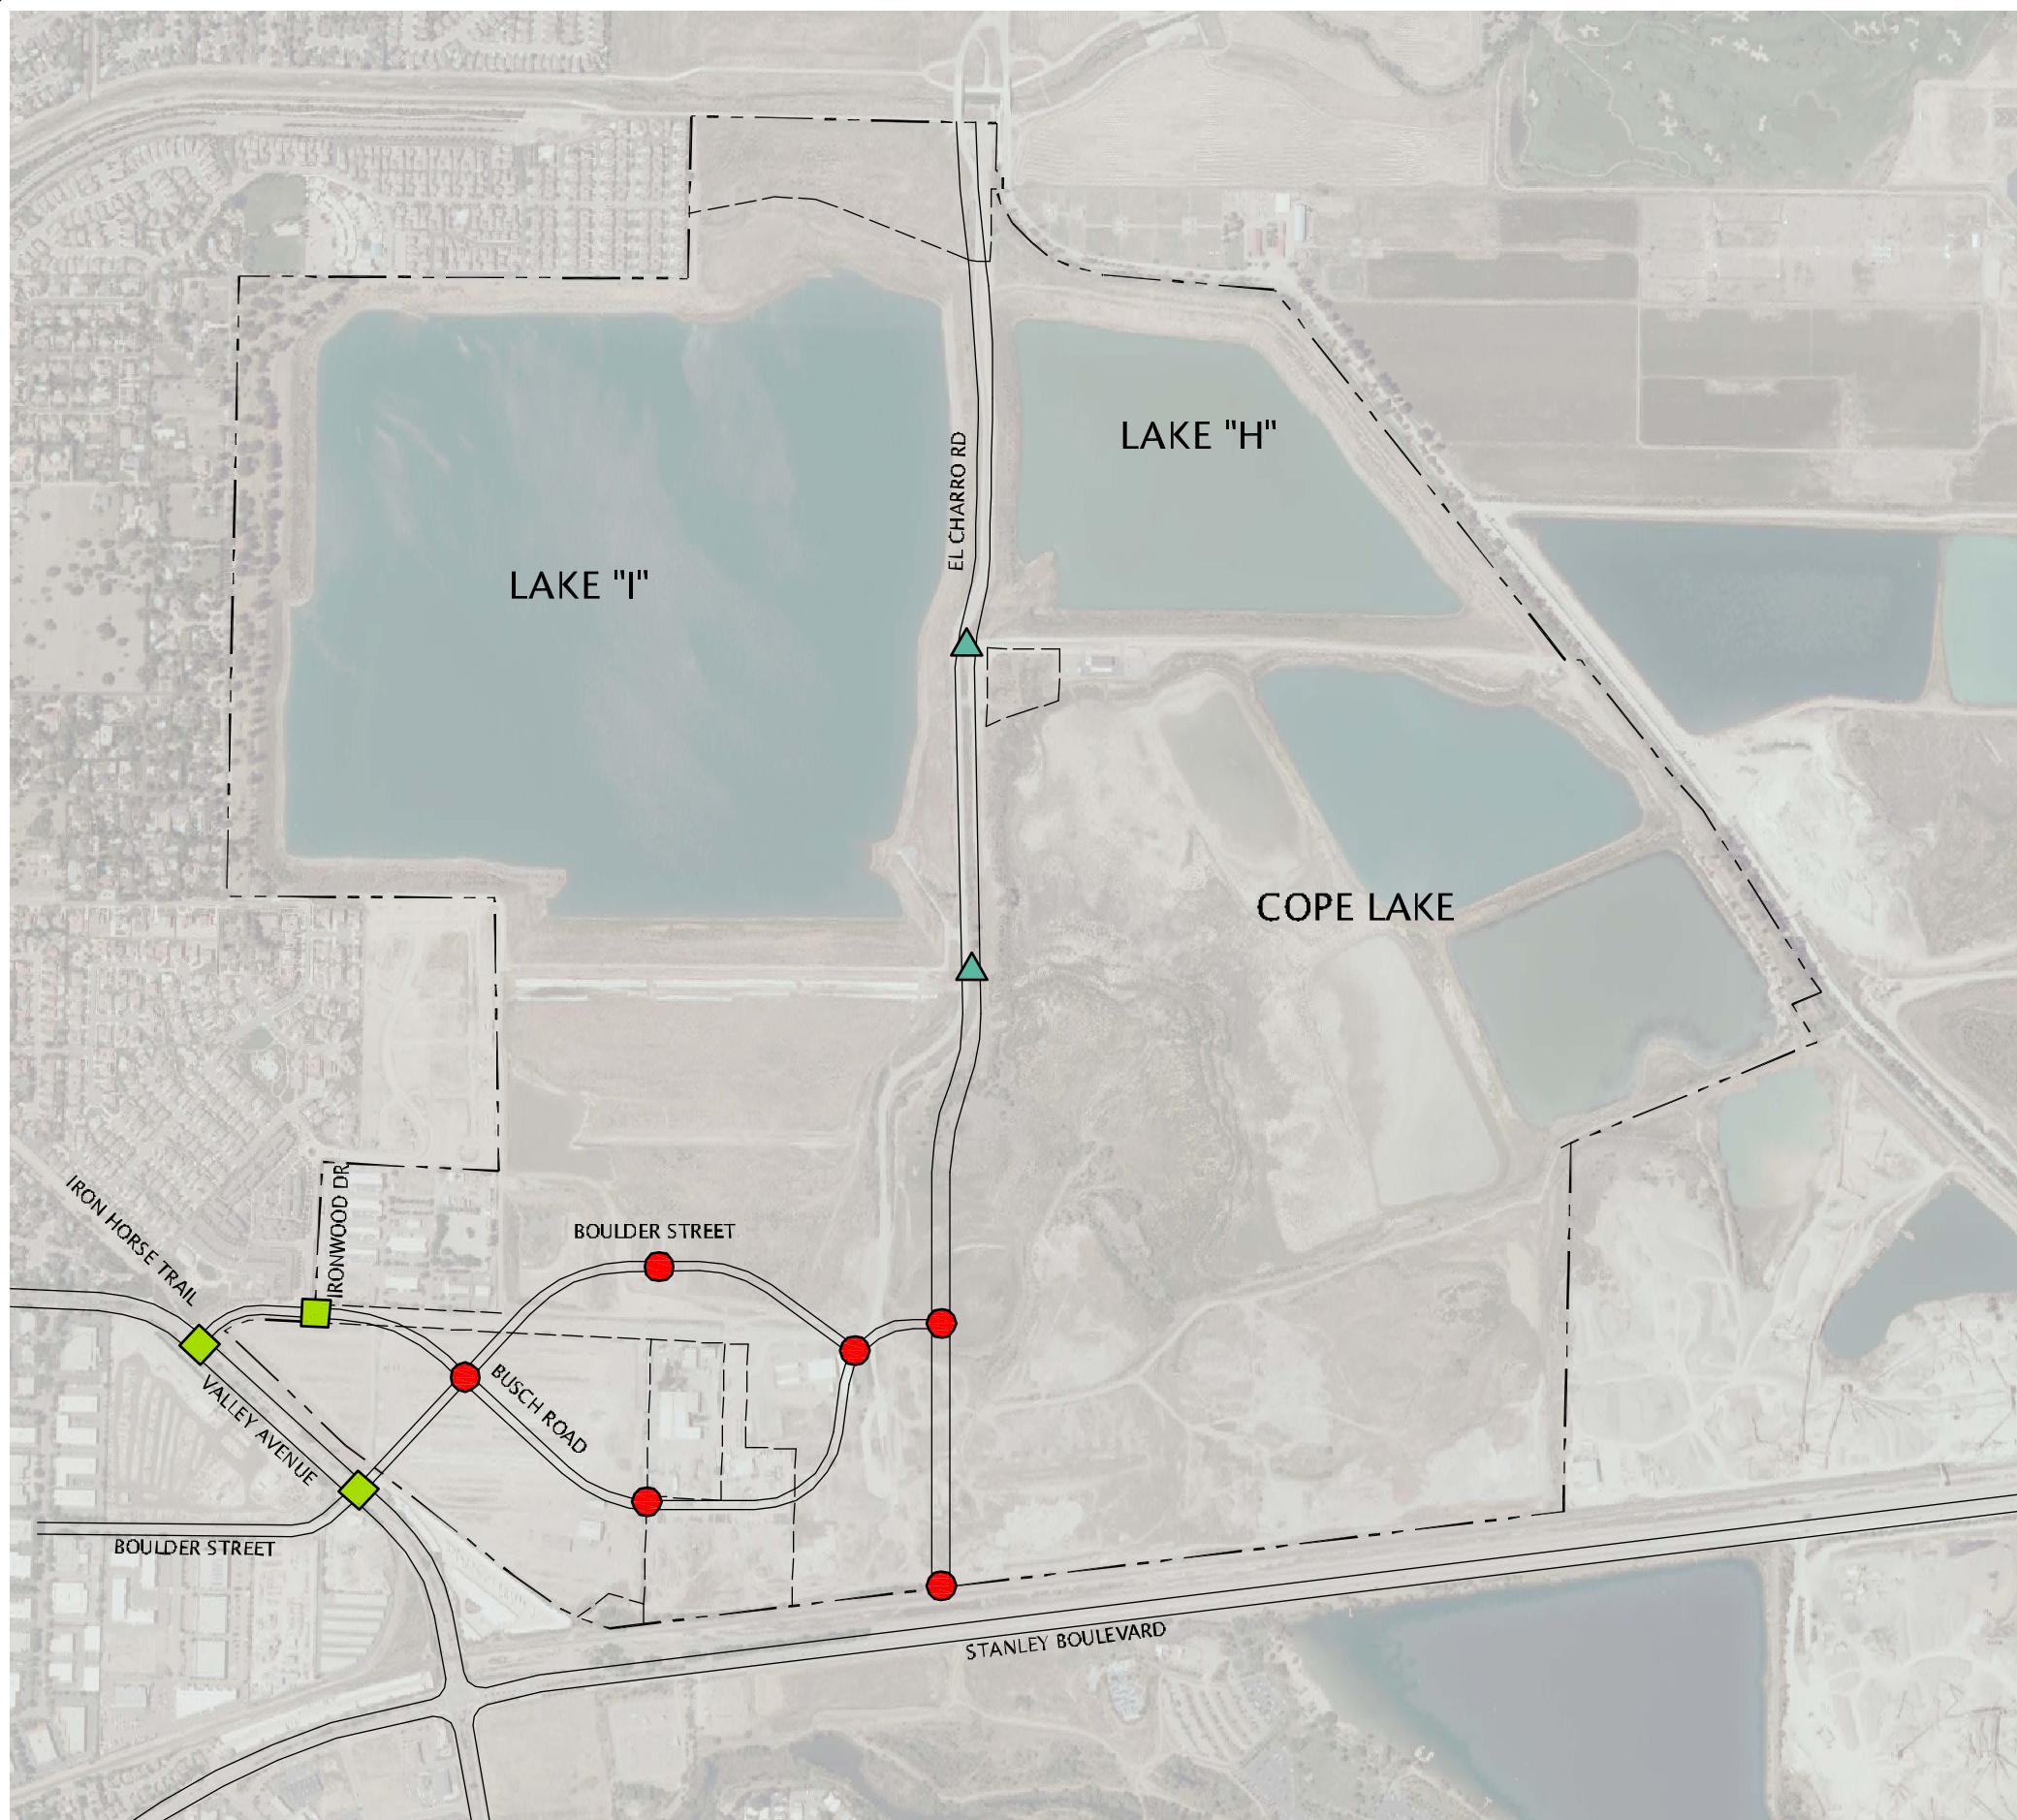 LAKE "H"
EL CHARRO RD
LAKE "I"
COPE LAKE
IRON HORSE TRAIL
IRONWOOD DR
BOULDER STREET
BUSCH ROAD
VALLEY AVENUE
BOULDER STREET
STANLEY BOULEVARD